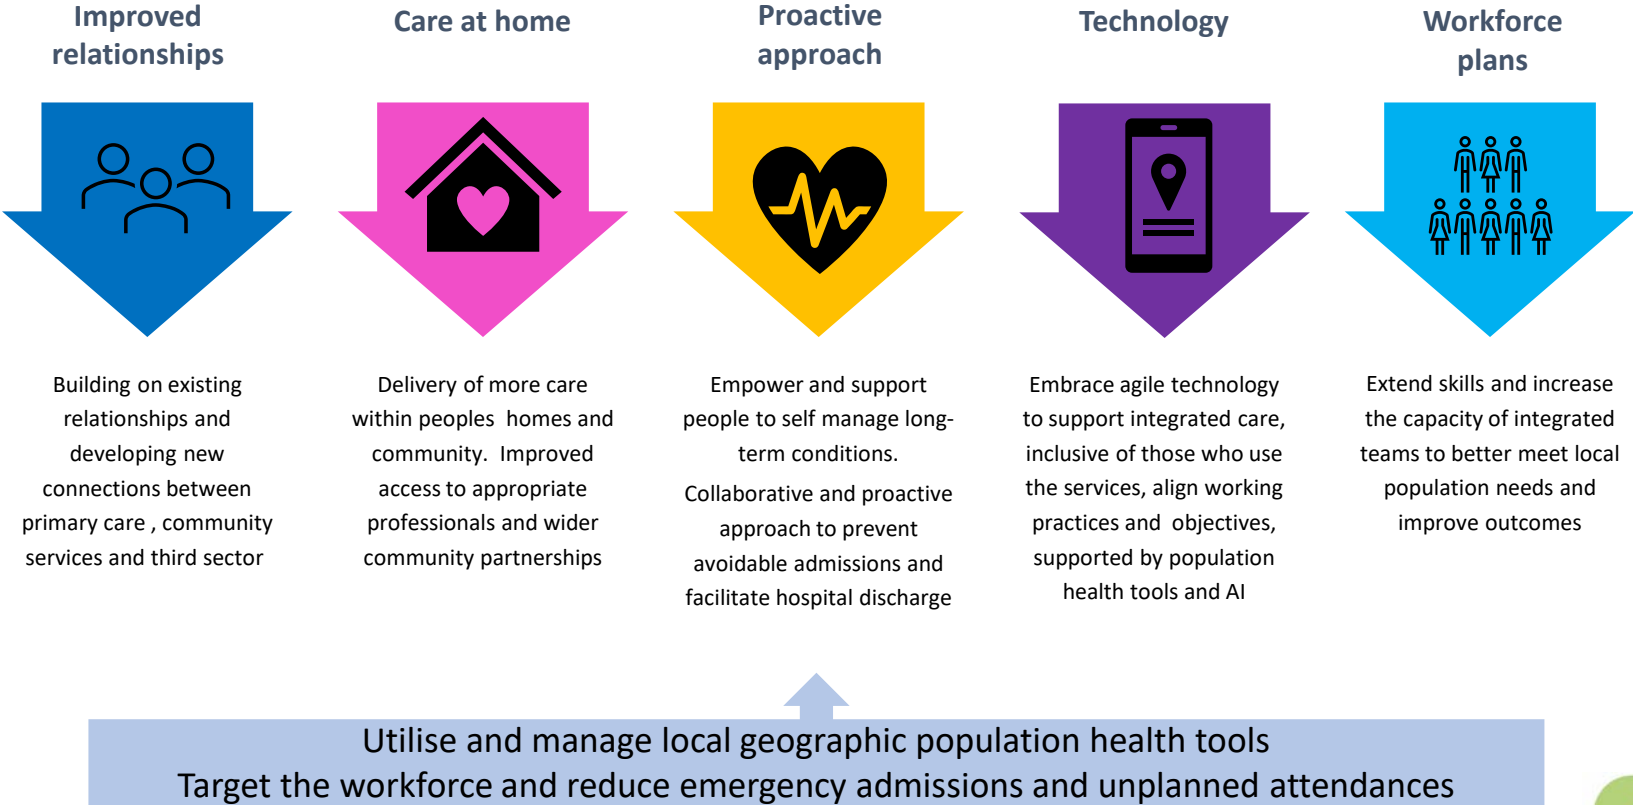 Improved
relationships
Care at home
Proactive
approach
Technology
Workforce
plans
Building on existing
relationships and
developing new
connections between
primary care , community
services and third sector
Delivery of more care
within peoples  homes and
community.  Improved
access to appropriate
professionals and wider
community partnerships
Empower and support
people to self manage long-
term conditions.
Collaborative and proactive
approach to prevent
avoidable admissions and
facilitate hospital discharge
Embrace agile technology
to support integrated care,
inclusive of those who use
the services, align working
practices and  objectives,
supported by population
health tools and AI
Extend skills and increase
the capacity of integrated
teams to better meet local
population needs and
improve outcomes
Utilise and manage local geographic population health tools
Target the workforce and reduce emergency admissions and unplanned attendances